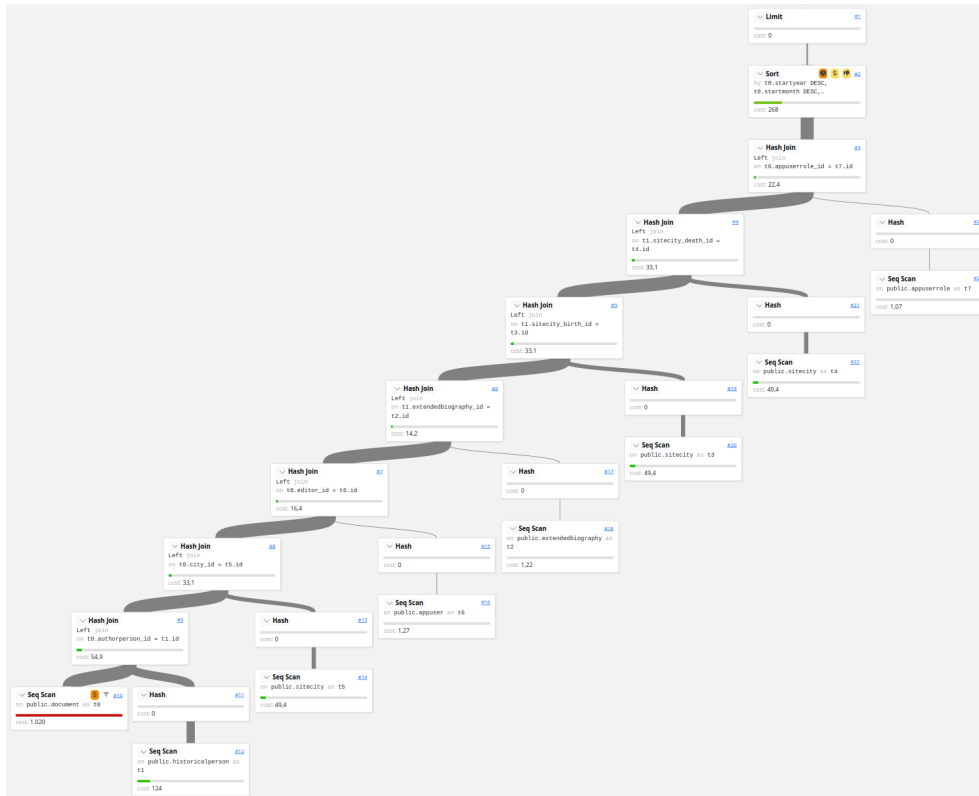 Limit #1
cost: 0
Sort S #2
by t0.startyear DESC,
t0.startmonth DESC,…
cost: 268
Hash Join #3
Left join
on t6.appuserrole_id = t7.id
cost: 22,4
Hash Join #4
Left join
on t1.sitecity_death_id =
t4.id
cost: 33,1
Hash
cost: 0
Seq Scan
on public.appuserrole as t7
cost: 1,07
Hash Join #5
Left join
on t1.sitecity_birth_id =
t3.id
cost: 33,1
Hash #21
cost: 0
Seq Scan #22
on public.sitecity as t4
cost: 49,4
Hash Join #6
Left join
on t1.extendedbiography_id =
t2.id
cost: 14,2
Hash #19
cost: 0
Seq Scan #20
on public.sitecity as t3
cost: 49,4
Hash Join #7
Left join
on t0.editor_id = t6.id
cost: 16,4
Hash #17
cost: 0
Seq Scan #18
on public.extendedbiography as
t2
cost: 1,22
Hash Join #8
Left join
on t0.city_id = t5.id
cost: 33,1
Hash #15
cost: 0
Seq Scan #16
on public.appuser as t6
cost: 1,27
Hash Join #9
Left join
on t0.authorperson_id = t1.id
cost: 54,9
Hash #13
cost: 0
Seq Scan #14
on public.sitecity as t5
cost: 49,4
Seq Scan S #10
on public.document as t0
cost: 1.020
Hash #11
cost: 0
Seq Scan #12
on public.historicalperson as
t1
cost: 124